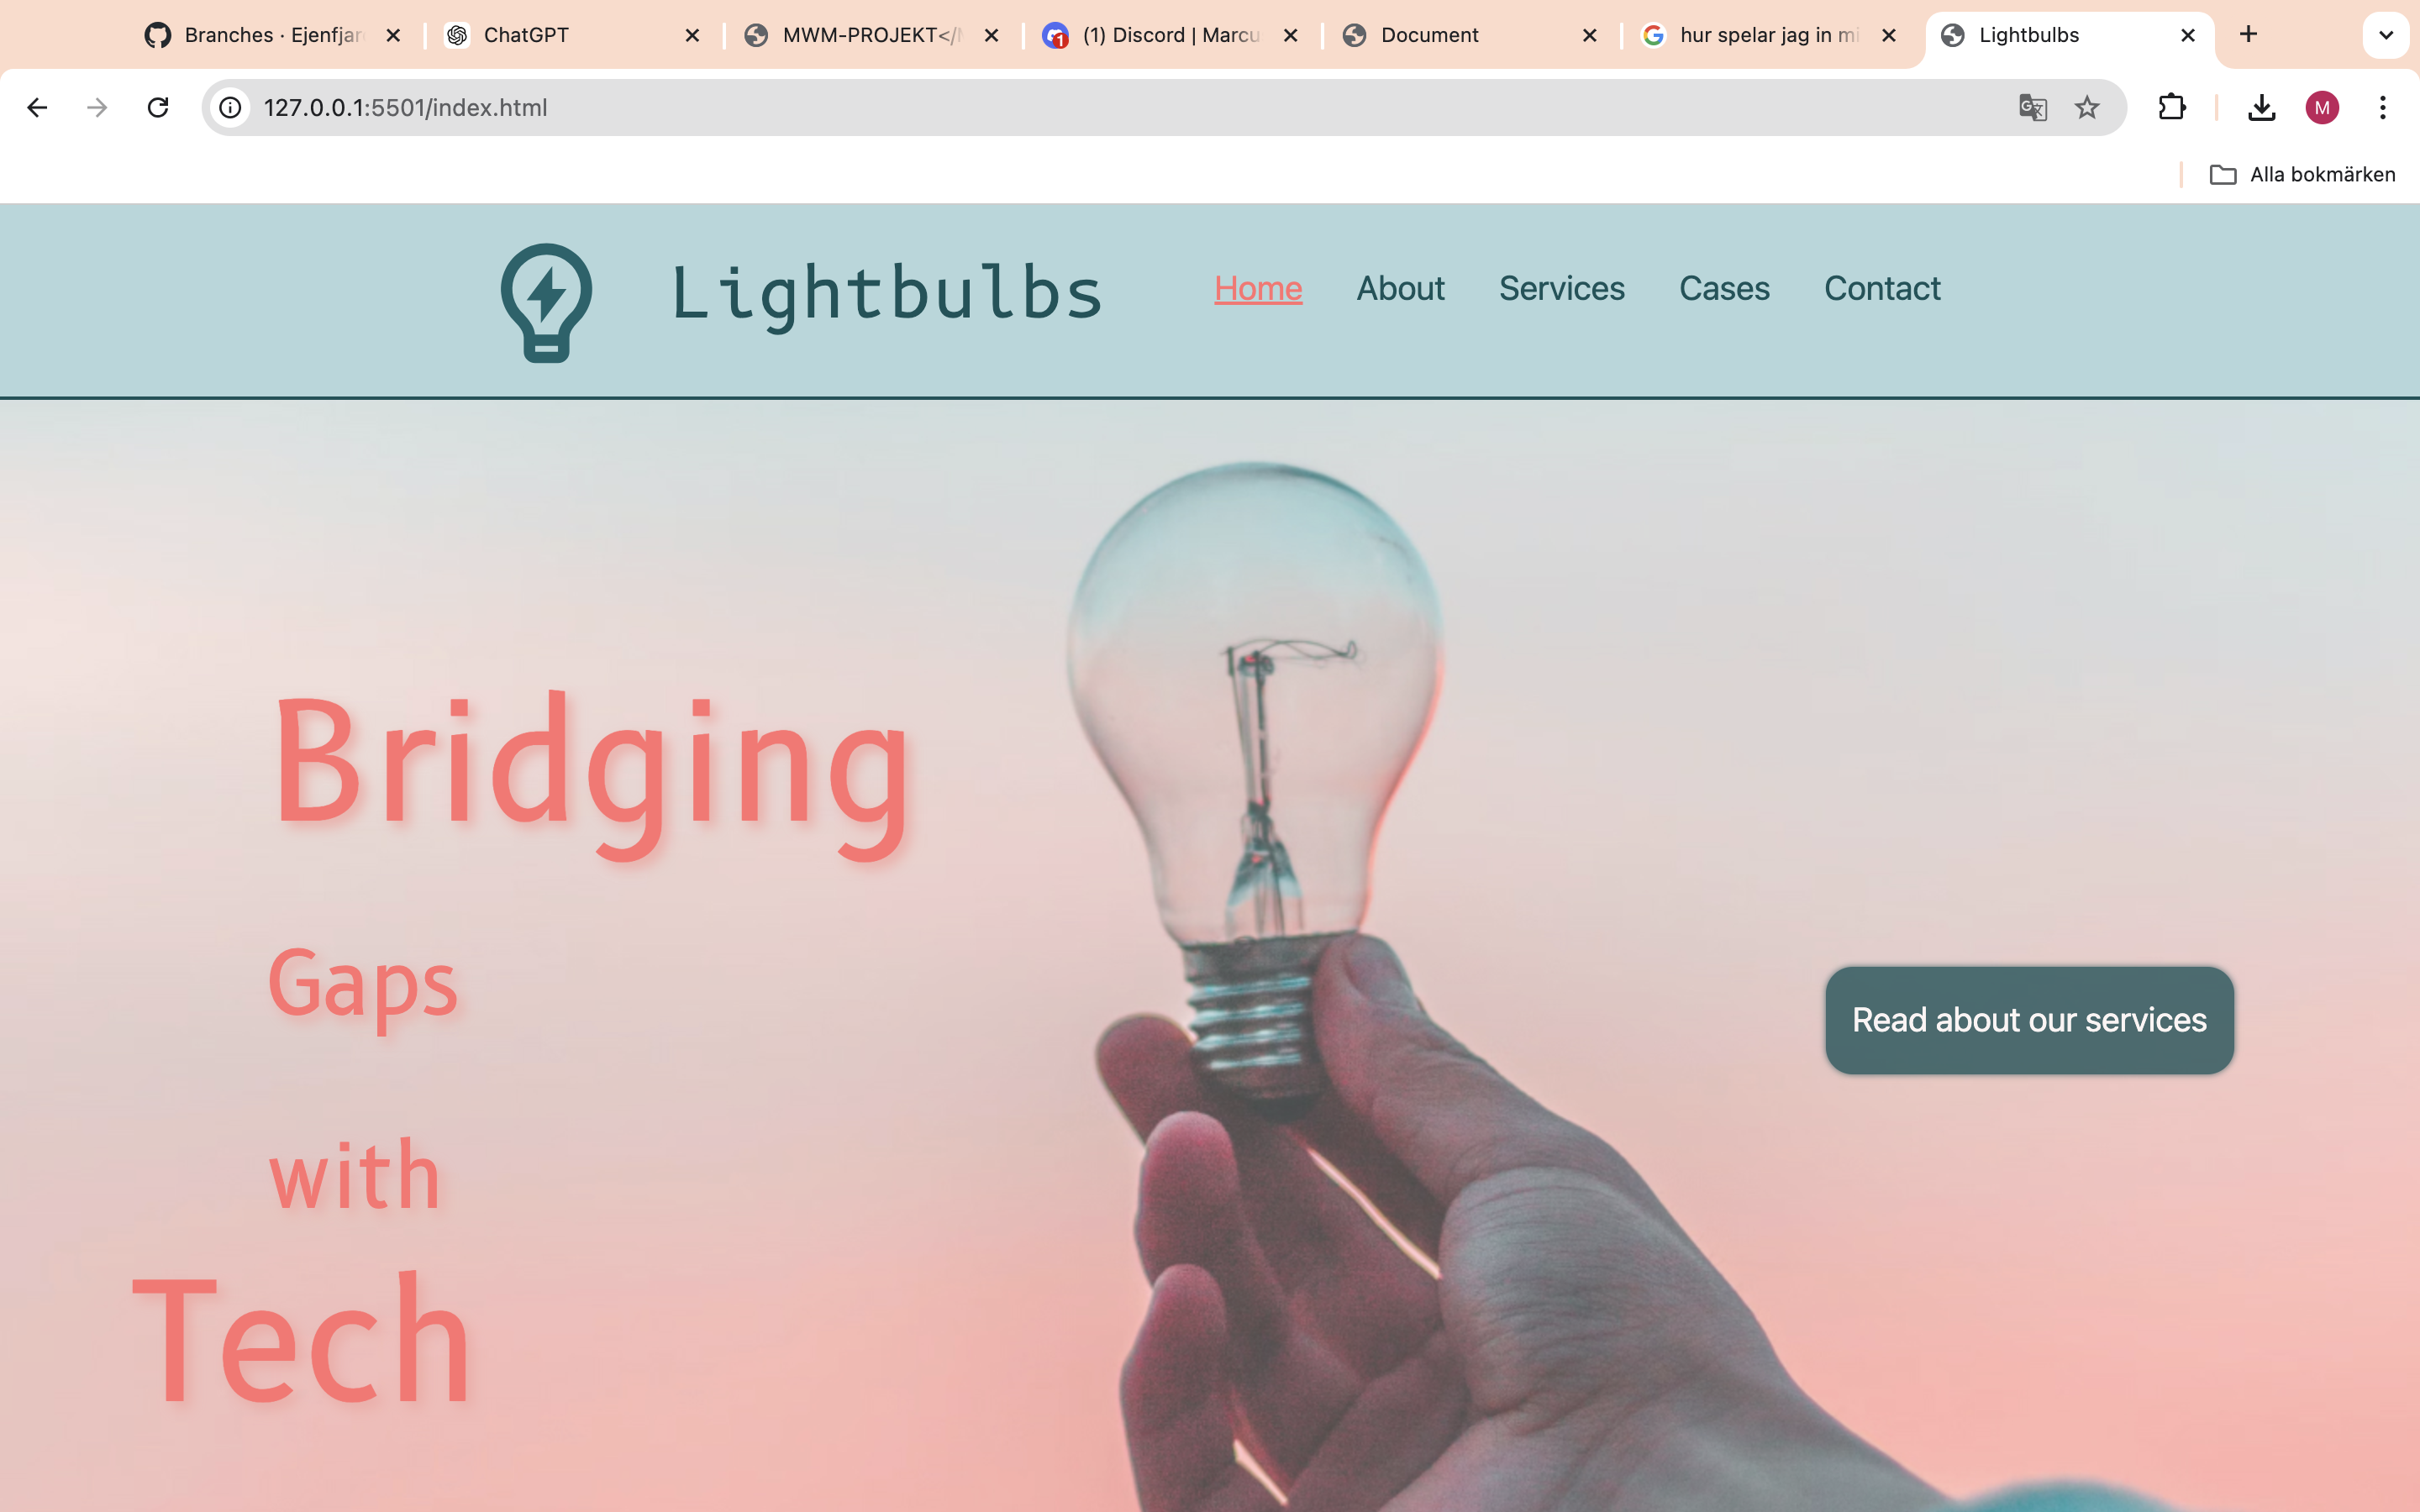 Branches · Ejenfjar
ChatGPT
MWM-PROJEKT</
(1) Discord | Marcu
Document
hur spelar jag in mi
Lightbulbs
127.0.0.1:5501/index.html
M
Alla bokmärken
Lightbulbs
Home About Services Cases Contact
Bridging
Gaps
Read about our services
with
Tech